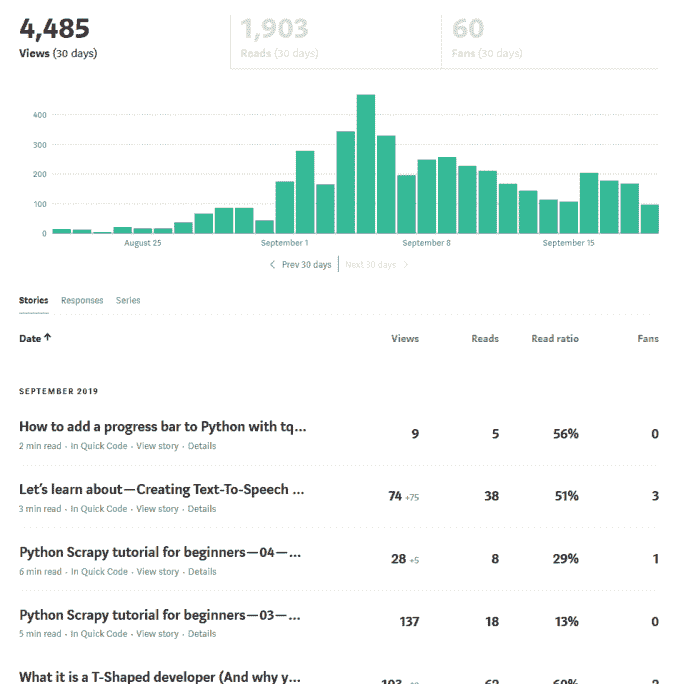 4,485
Views (30 days)
1,903
Reads (30 days)
60
Fans (30 days)
400
300
200
100
0
August 25
September 1
September 8
September 15
Prev 30 days
Next 30 days
Stories
Responses
Series
Date ↑
Views
Reads
Read ratio
Fans
SEPTEMBER 2019
How to add a progress bar to Python with tq...
9
5
56%
0
2 min read · In Quick Code · View story · Details
Let's learn about—Creating Text-To-Speech ...
74 +75
38
51%
3
3 min read · In Quick Code · View story · Details
Python Scrapy tutorial for beginners—04—...
28 +5
8
29%
1
6 min read · In Quick Code · View story · Details
Python Scrapy tutorial for beginners—03—...
137
18
13%
0
5 min read · In Quick Code · View story · Details
What it is a T-Shaped developer (And why y...